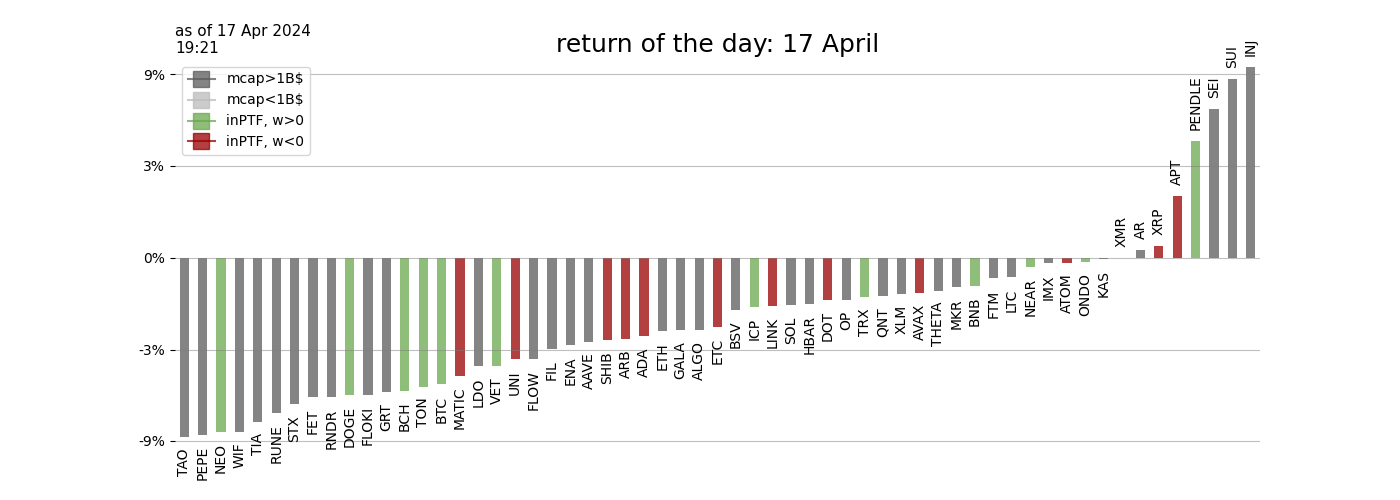 as of 17 Apr 2024
19:21
return of the day: 17 April
mcap>1B$
mcap<1B$
inPTF, w>0
inPTF, w<0
9%
3%
0%
-3%
-9%
TAO
PEPE
NEO
WIF
TIA
RUNE
STX
FET
RNDR
DOGE
FLOKI
GRT
BCH
TON
BTC
MATIC
LDO
VET
UNI
FLOW
FIL
ENA
AAVE
SHIB
ARB
ADA
ETH
GALA
ALGO
ETC
BSV
ICP
LINK
SOL
HBAR
DOT
OP
TRX
QNT
XLM
AVAX
THETA
MKR
BNB
FTM
LTC
NEAR
IMX
ATOM
ONDO
KAS
XMR
AR
XRP
APT
PENDLE
SEI
SUI
INJ